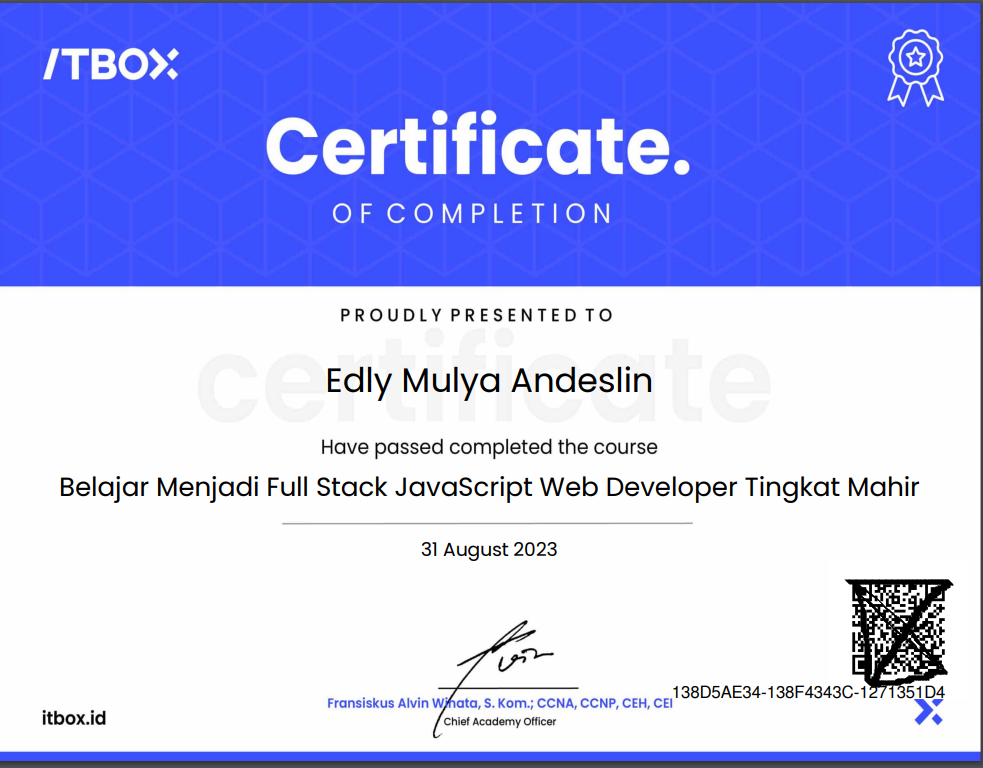 ITBOX
Certificate.
OF COMPLETION
PROUDLY PRESENTED TO
certificate
Edly Mulya Andeslin
Have passed completed the course
Belajar Menjadi Full Stack JavaScript Web Developer Tingkat Mahir
31 August 2023
138D5AE34-138F4343C-1271351D4
Fransiskus Alvin Winata, S. Kom.; CCNA, CCNP, CEH, CEI
Chief Academy Officer
itbox.id